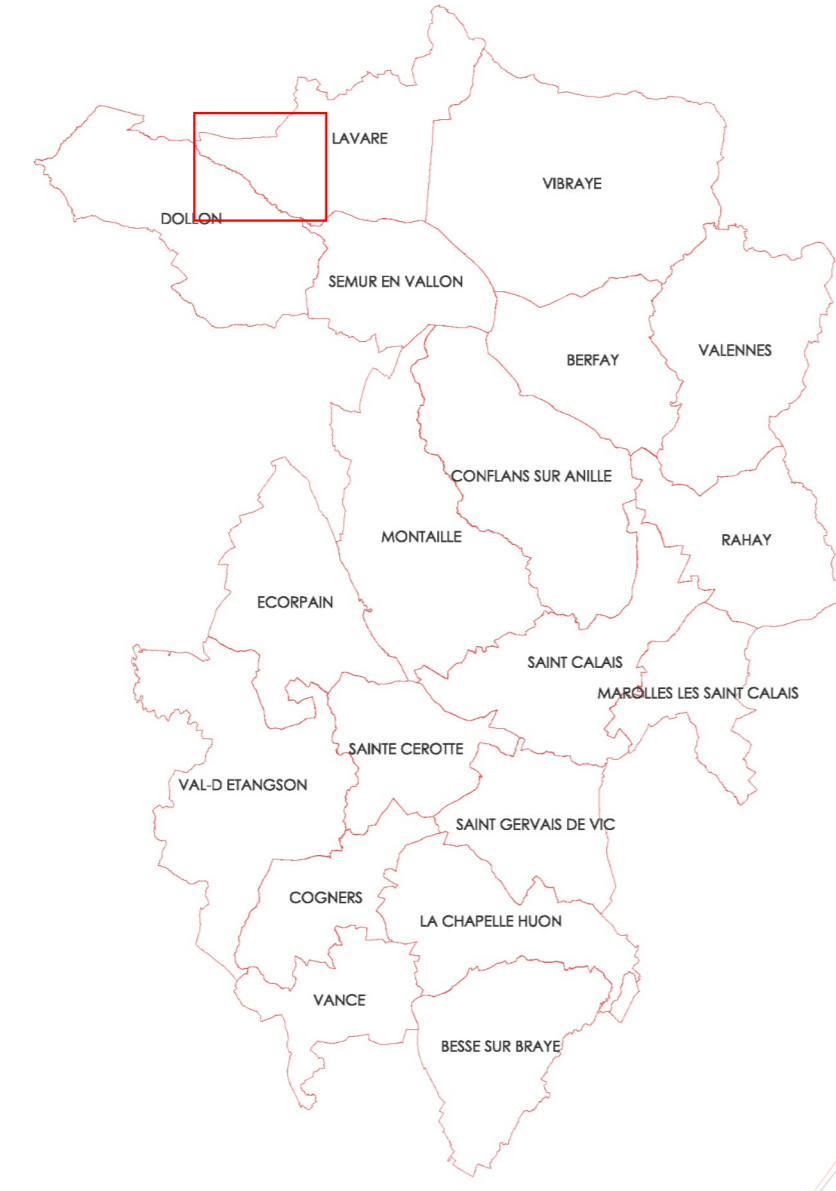 LAVARE
VIBRAYE
DOLLON
SEMUR EN VALLON
VALENNES
BERFAY
CONFLANS SUR ANILLE
MONTAILLE
RAHAY
ECORPAIN
SAINT CALAIS
MAROLLES LES SAINT CALAIS
SAINTE CEROTTE
VAL-D ETANGSON
SAINT GERVAIS DE VIC
COGNERS
LA CHAPELLE HUON
VANCE
BESSE SUR BRAYE